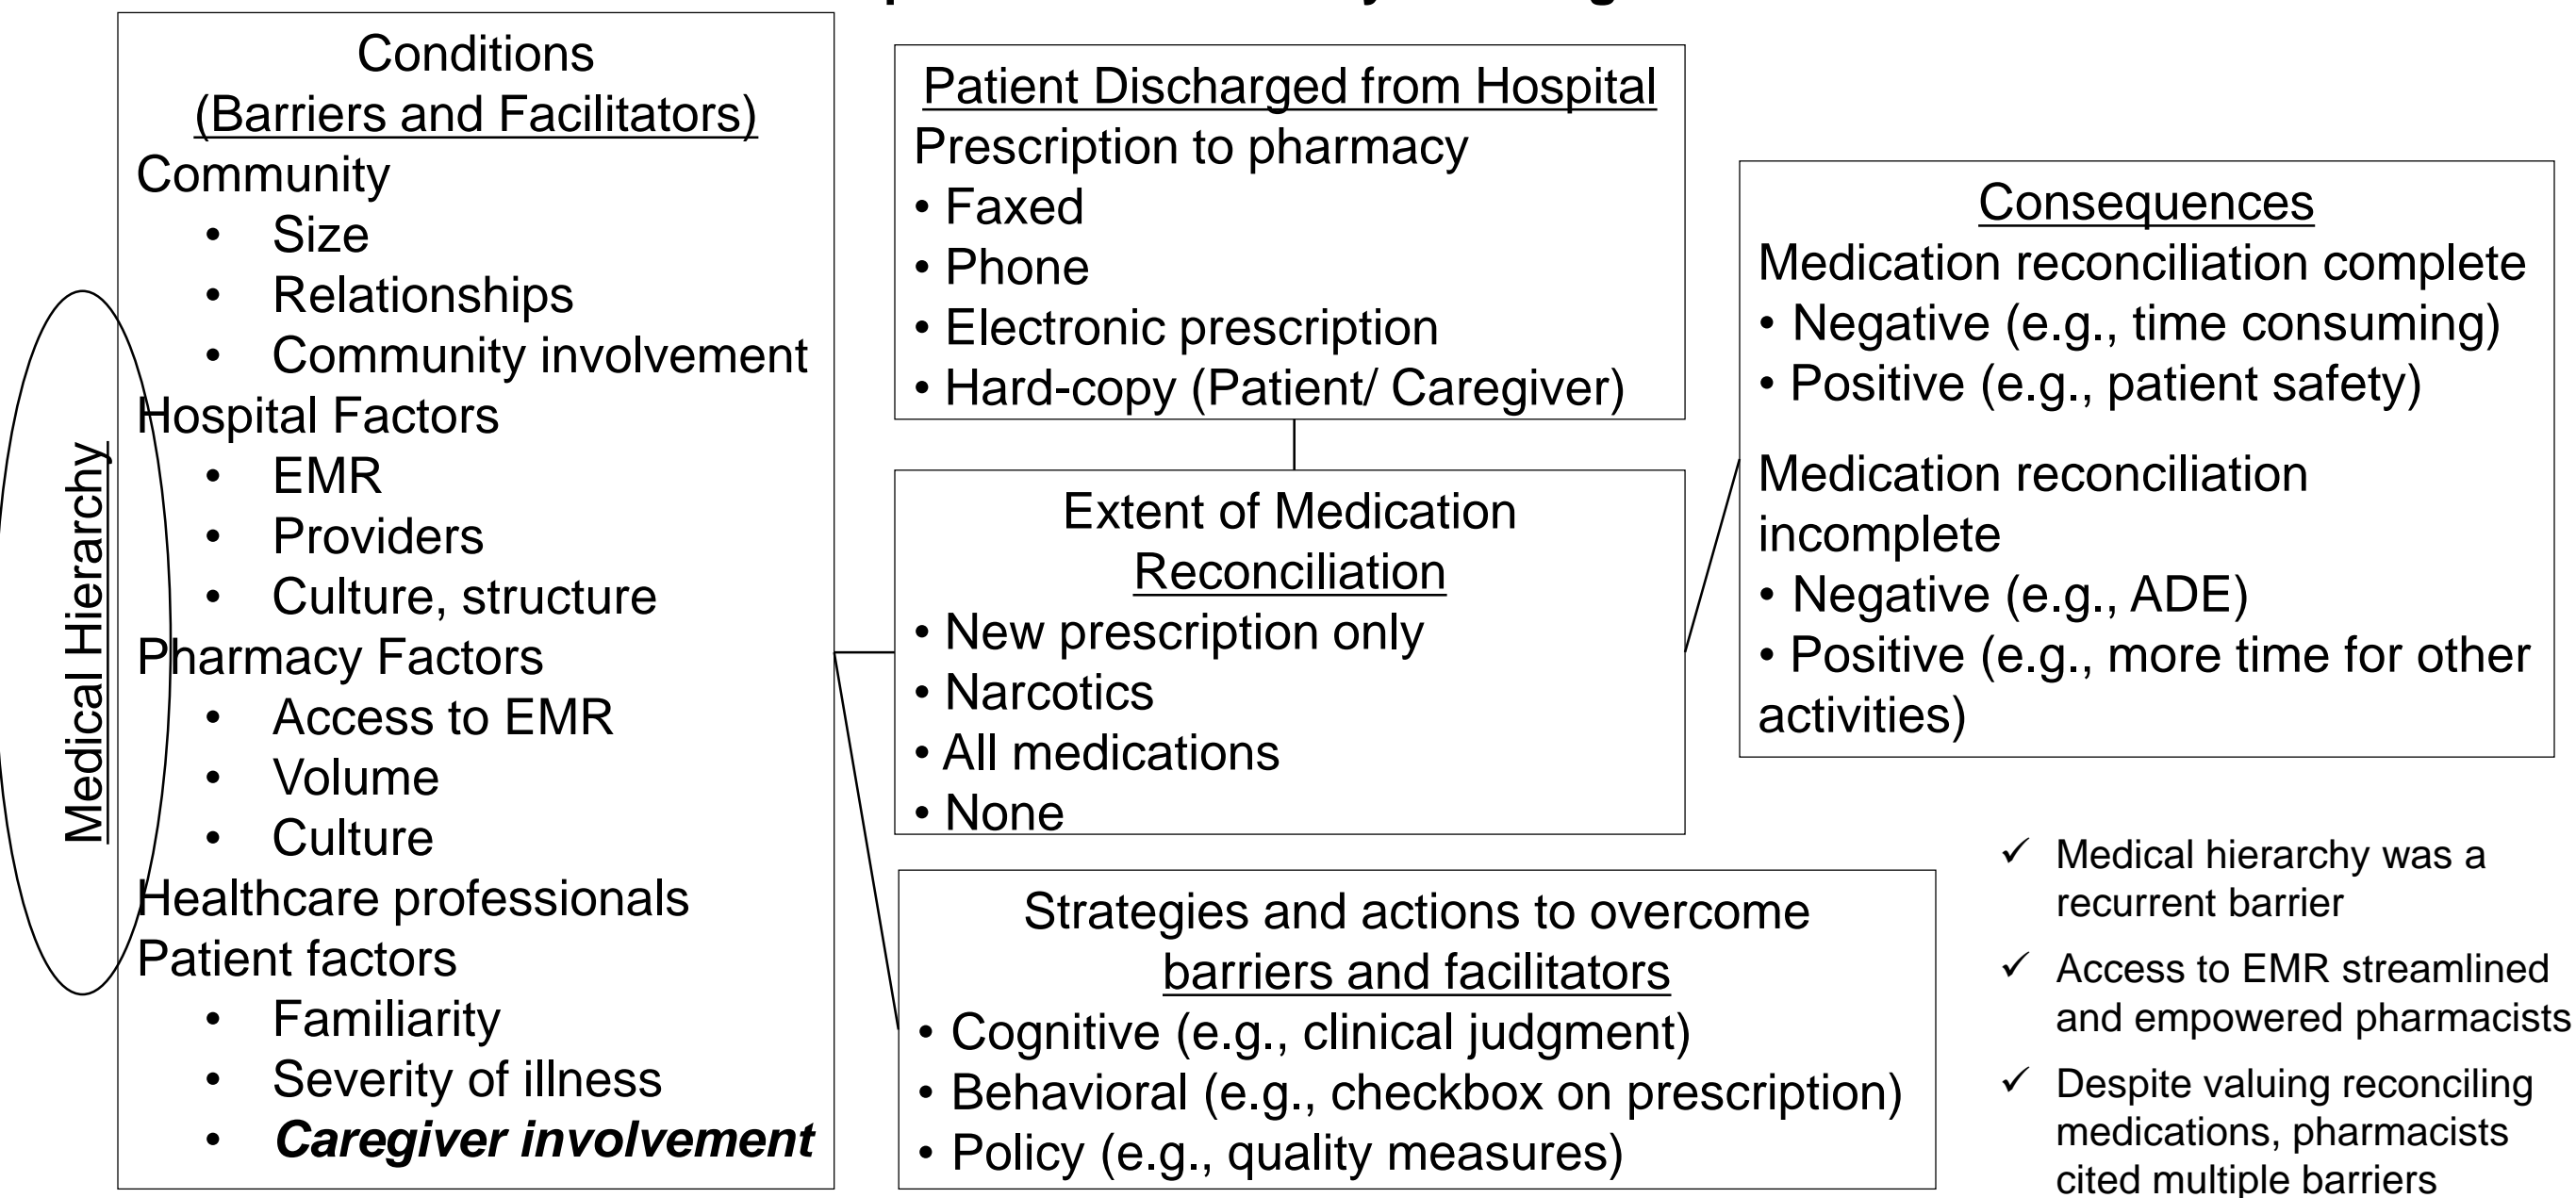 Medical Hierarchy
Conditions
(Barriers and Facilitators)
Community
• Size
• Relationships
• Community involvement
Hospital Factors
• EMR
• Providers
• Culture, structure
Pharmacy Factors
• Access to EMR
• Volume
• Culture
Healthcare professionals
Patient factors
• Familiarity
• Severity of illness
• Caregiver involvement
Patient Discharged from Hospital
Prescription to pharmacy
• Faxed
• Phone
• Electronic prescription
• Hard-copy (Patient/ Caregiver)
Extent of Medication
Reconciliation
• New prescription only
• Narcotics
• All medications
• None
Strategies and actions to overcome
barriers and facilitators
• Cognitive (e.g., clinical judgment)
• Behavioral (e.g., checkbox on prescription)
• Policy (e.g., quality measures)
Consequences
Medication reconciliation complete
• Negative (e.g., time consuming)
• Positive (e.g., patient safety)
Medication reconciliation
incomplete
• Negative (e.g., ADE)
• Positive (e.g., more time for other
activities)
✓ Medical hierarchy was a
recurrent barrier
✓ Access to EMR streamlined
and empowered pharmacists
✓ Despite valuing reconciling
medications, pharmacists
cited multiple barriers